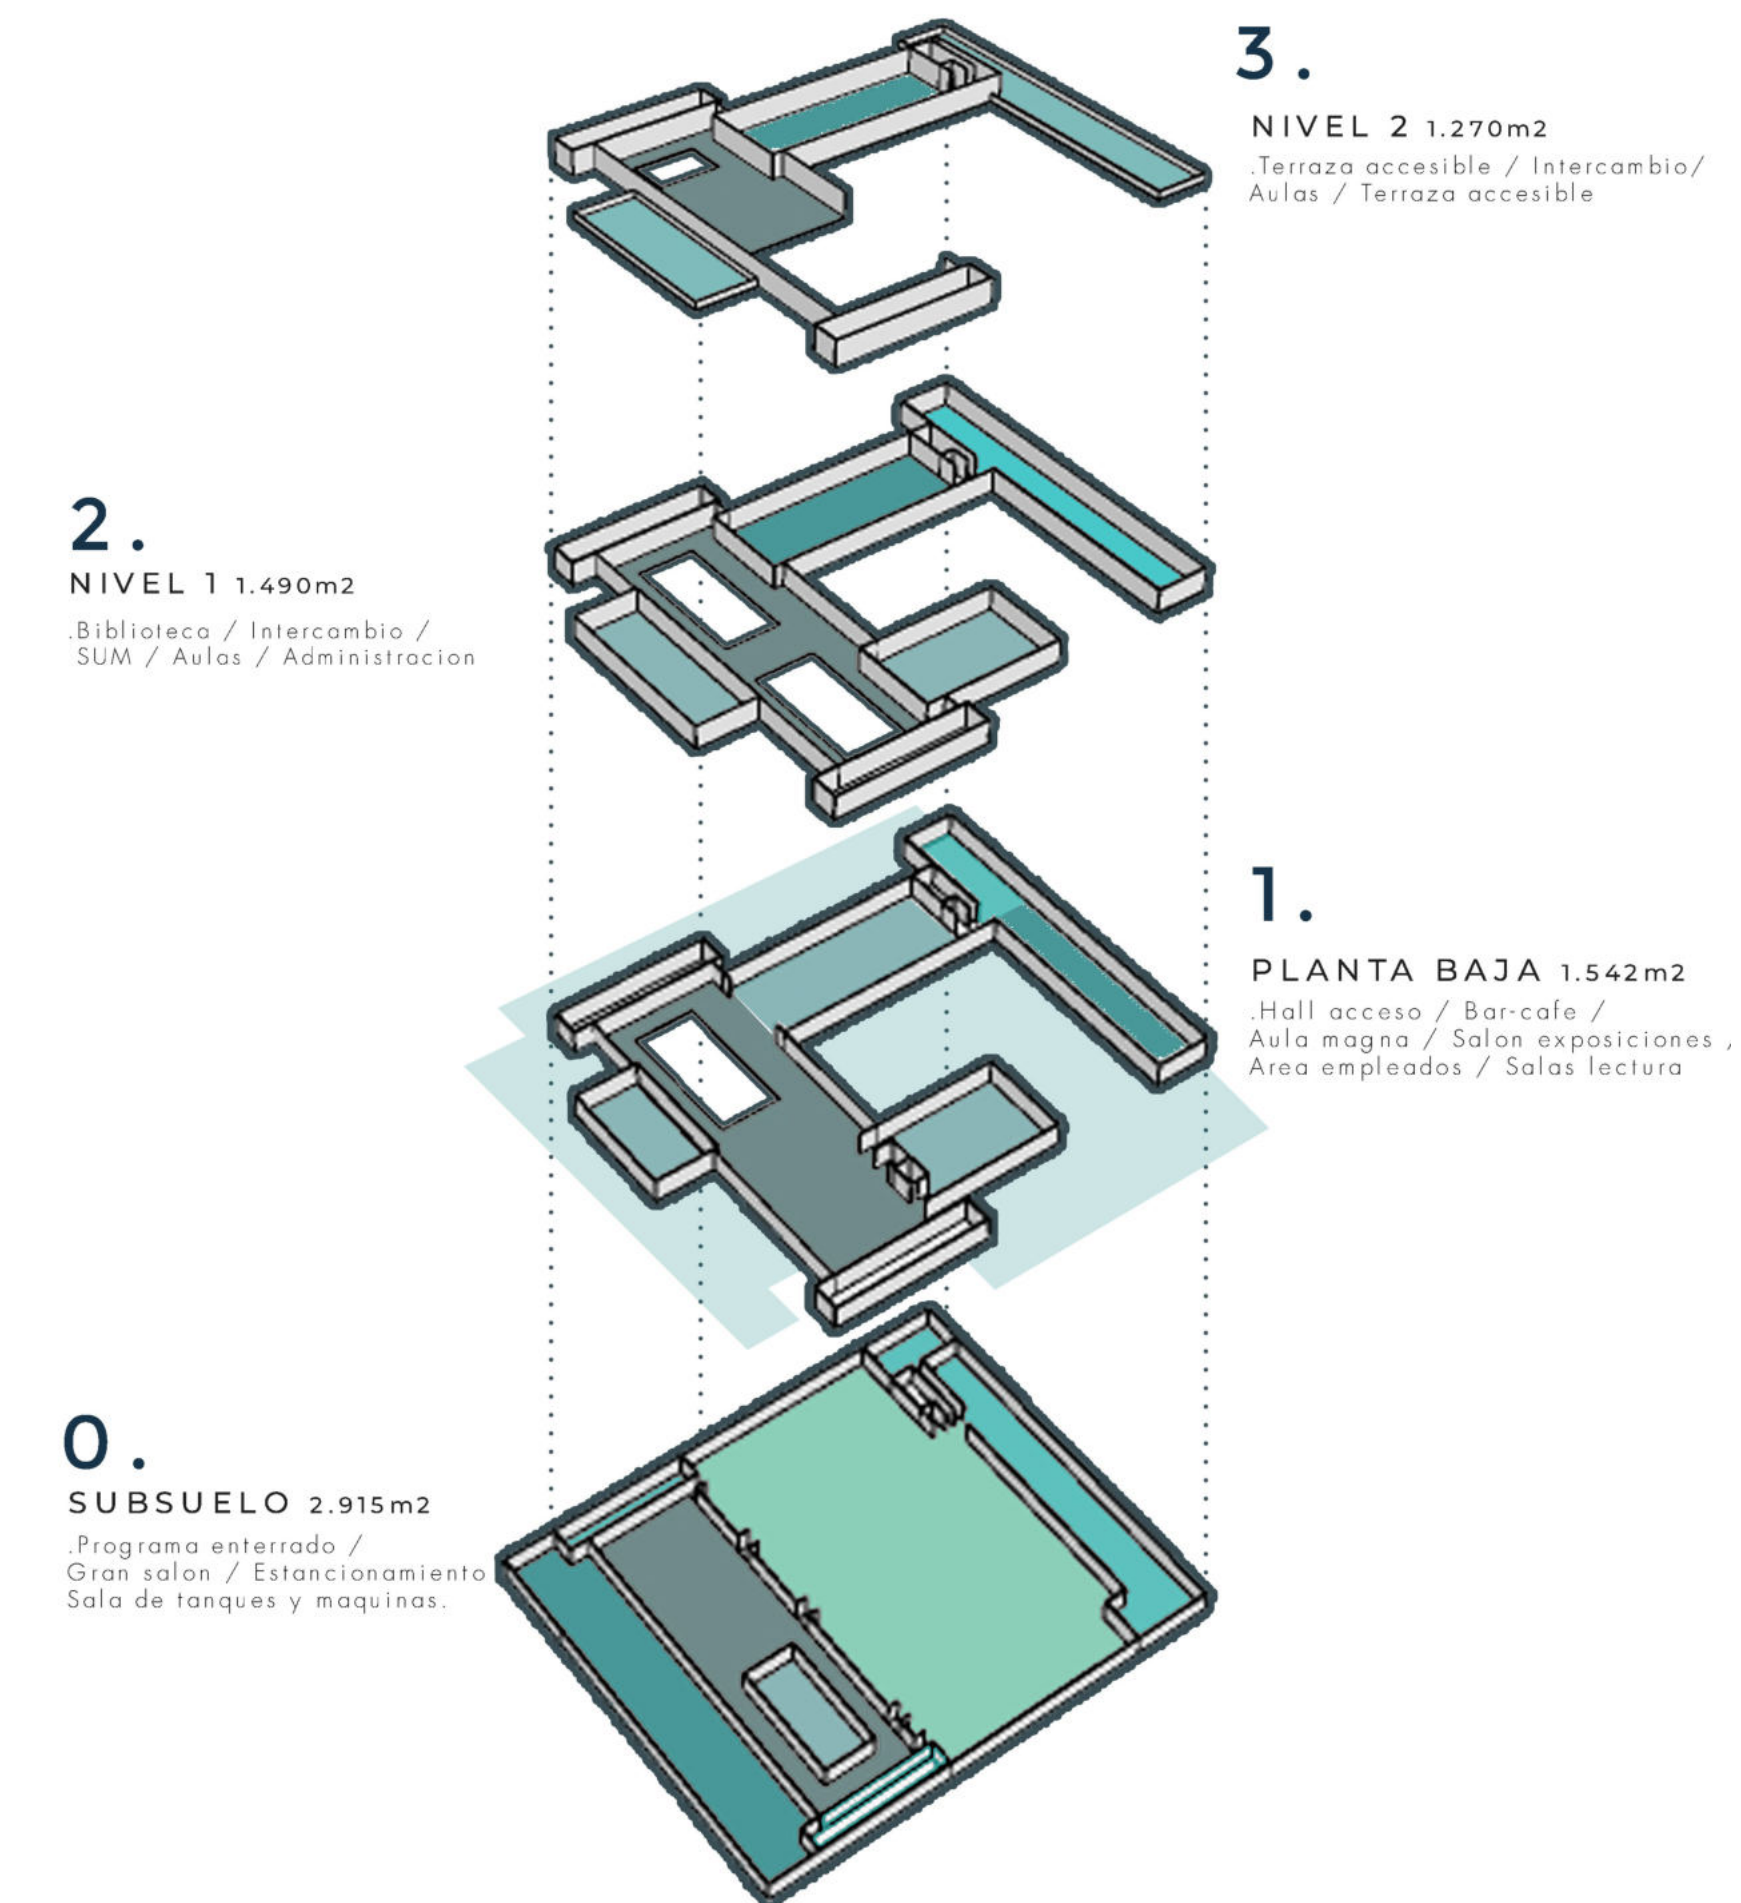 3.
NIVEL 2 1.270m2
.Terraza accesible / Intercambio/
Aulas / Terraza accesible
2.
NIVEL 1 1.490m2
.Biblioteca / Intercambio /
SUM / Aulas / Administracion
1.
PLANTA BAJA 1.542m2
.Hall acceso / Bar-cafe /
Aula magna / Salon exposiciones /
Area empleados / Salas lectura
0.
SUBSUELO 2.915m2
.Programa enterrado /
Gran salon / Estancionamiento
Sala de tanques y maquinas.